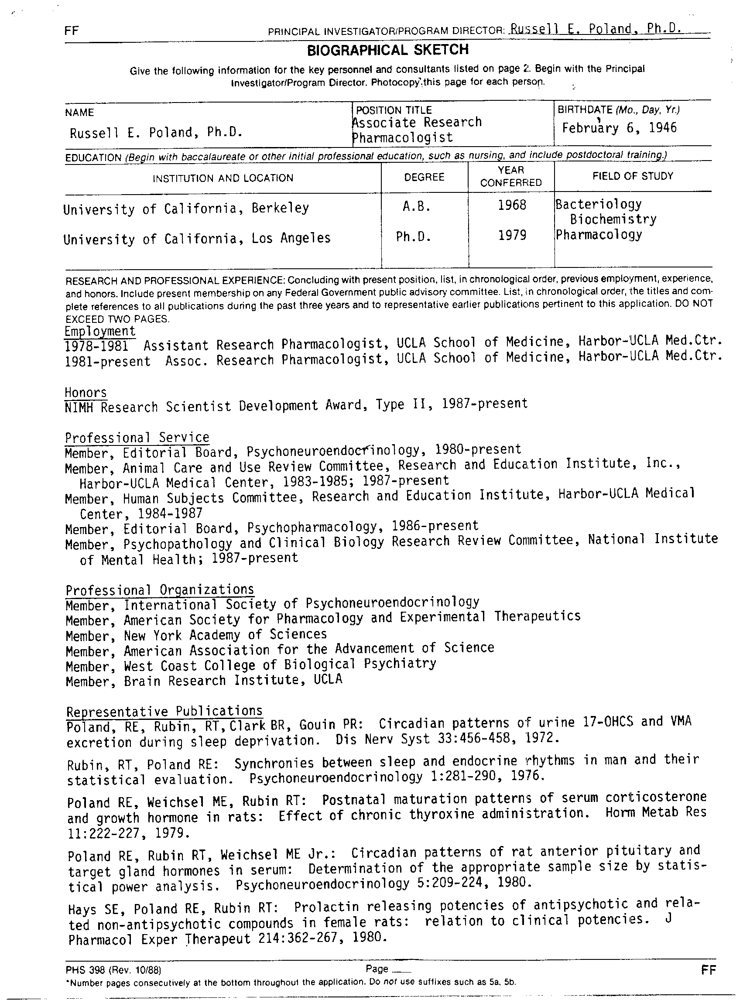 FF
PRINCIPAL INVESTIGATOR/PROGRAM DIRECTOR: Russell E. Poland, Ph.D.
BIOGRAPHICAL SKETCH
Give the following information for the key personnel and consultants listed on page 2. Begin with the Principal
Investigator/Program Director. Photocopy this page for each person.
NAME
Russell E. Poland, Ph.D.
POSITION TITLE
Associate Research
Pharmacologist
BIRTHDATE (Mo., Day, Yr.)
February 6, 1946
EDUCATION (Begin with baccalaureate or other initial professional education, such as nursing, and include postdoctoral training.)
INSTITUTION AND LOCATION
DEGREE
YEAR
CONFERRED
FIELD OF STUDY
University of California, Berkeley A.B. 1968 Bacteriology
Biochemistry
University of California, Los Angeles Ph.D. 1979 Pharmacology
RESEARCH AND PROFESSIONAL EXPERIENCE: Concluding with present position, list, in chronological order, previous employment, experience,
and honors. Include present membership on any Federal Government public advisory committee. List, in chronological order, the titles and com-
plete references to all publications during the past three years and to representative earlier publications pertinent to this application. DO NOT
EXCEED TWO PAGES.
Employment
1978-1981 Assistant Research Pharmacologist, UCLA School of Medicine, Harbor-UCLA Med.Ctr.
1981-present Assoc. Research Pharmacologist, UCLA School of Medicine, Harbor-UCLA Med.Ctr.
Honors
NIMH Research Scientist Development Award, Type II, 1987-present
Professional Service
Member, Editorial Board, Psychoneuroendocrinology, 1980-present
Member, Animal Care and Use Review Committee, Research and Education Institute, Inc.,
Harbor-UCLA Medical Center, 1983-1985; 1987-present
Member, Human Subjects Committee, Research and Education Institute, Harbor-UCLA Medical
Center, 1984-1987
Member, Editorial Board, Psychopharmacology, 1986-present
Member, Psychopathology and Clinical Biology Research Review Committee, National Institute
of Mental Health; 1987-present
Professional Organizations
Member, International Society of Psychoneuroendocrinology
Member, American Society for Pharmacology and Experimental Therapeutics
Member, New York Academy of Sciences
Member, American Association for the Advancement of Science
Member, West Coast College of Biological Psychiatry
Member, Brain Research Institute, UCLA
Representative Publications
Poland, RE, Rubin, RT, Clark BR, Gouin PR: Circadian patterns of urine 17-OHCS and VMA
excretion during sleep deprivation. Dis Nerv Syst 33:456-458, 1972.
Rubin, RT, Poland RE: Synchronies between sleep and endocrine rhythms in man and their
statistical evaluation. Psychoneuroendocrinology 1:281-290, 1976.
Poland RE, Weichsel ME, Rubin RT: Postnatal maturation patterns of serum corticosterone
and growth hormone in rats: Effect of chronic thyroxine administration. Horm Metab Res
11:222-227, 1979.
Poland RE, Rubin RT, Weichsel ME Jr.: Circadian patterns of rat anterior pituitary and
target gland hormones in serum: Determination of the appropriate sample size by statis-
tical power analysis. Psychoneuroendocrinology 5:209-224, 1980.
Hays SE, Poland RE, Rubin RT: Prolactin releasing potencies of antipsychotic and rela-
ted non-antipsychotic compounds in female rats: relation to clinical potencies. J
Pharmacol Exper Therapeut 214:362-267, 1980.
PHS 398 (Rev. 10/88) Page ___ FF
*Number pages consecutively at the bottom throughout the application. Do not use suffixes such as 5a, 5b.